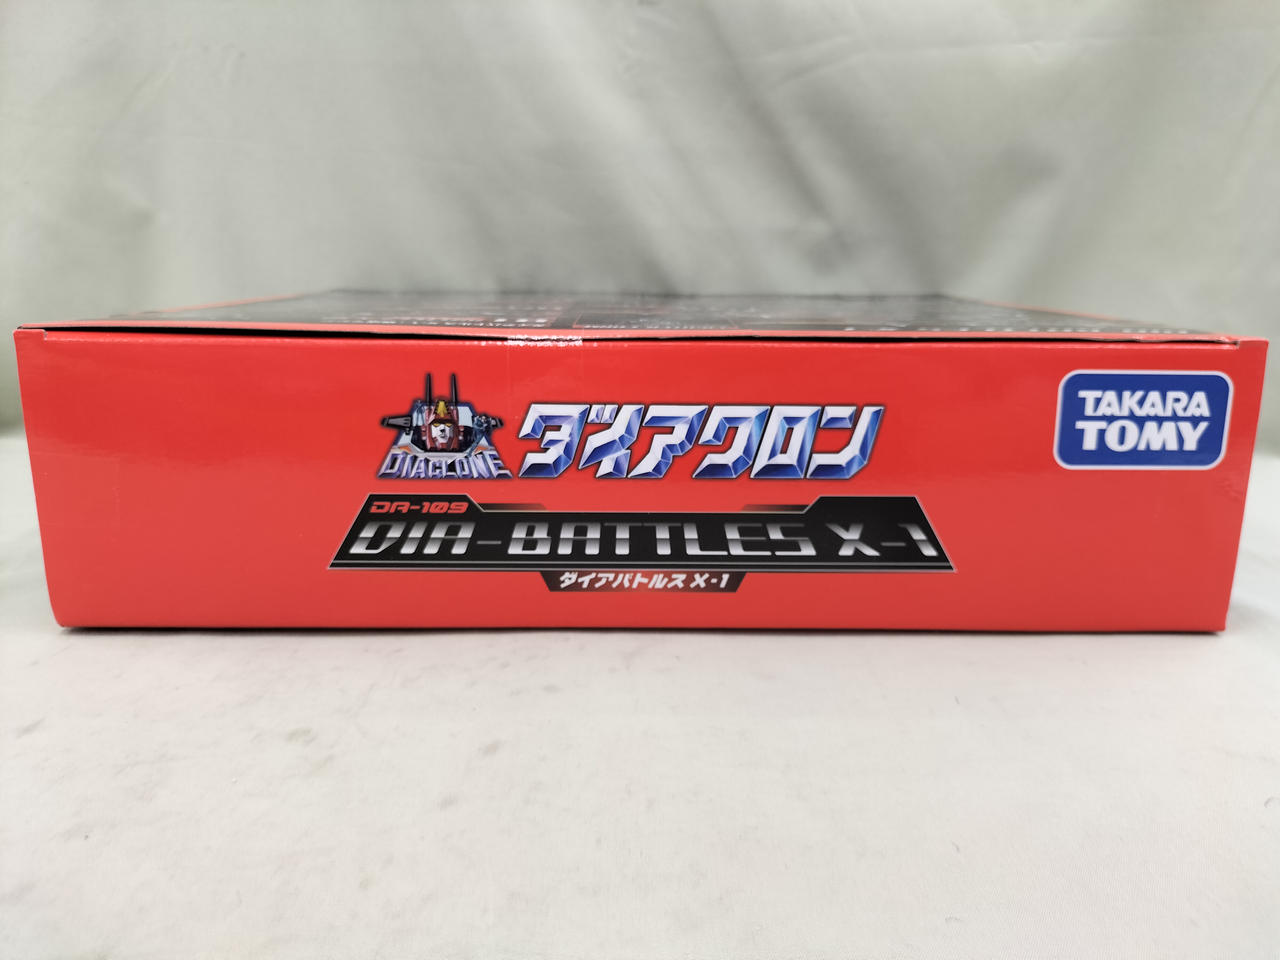 DIACLONE
ダイアクロン
TAKARA
TOMY
DA-109
DIA-BATTLES X-1
ダイアバトルス X・1